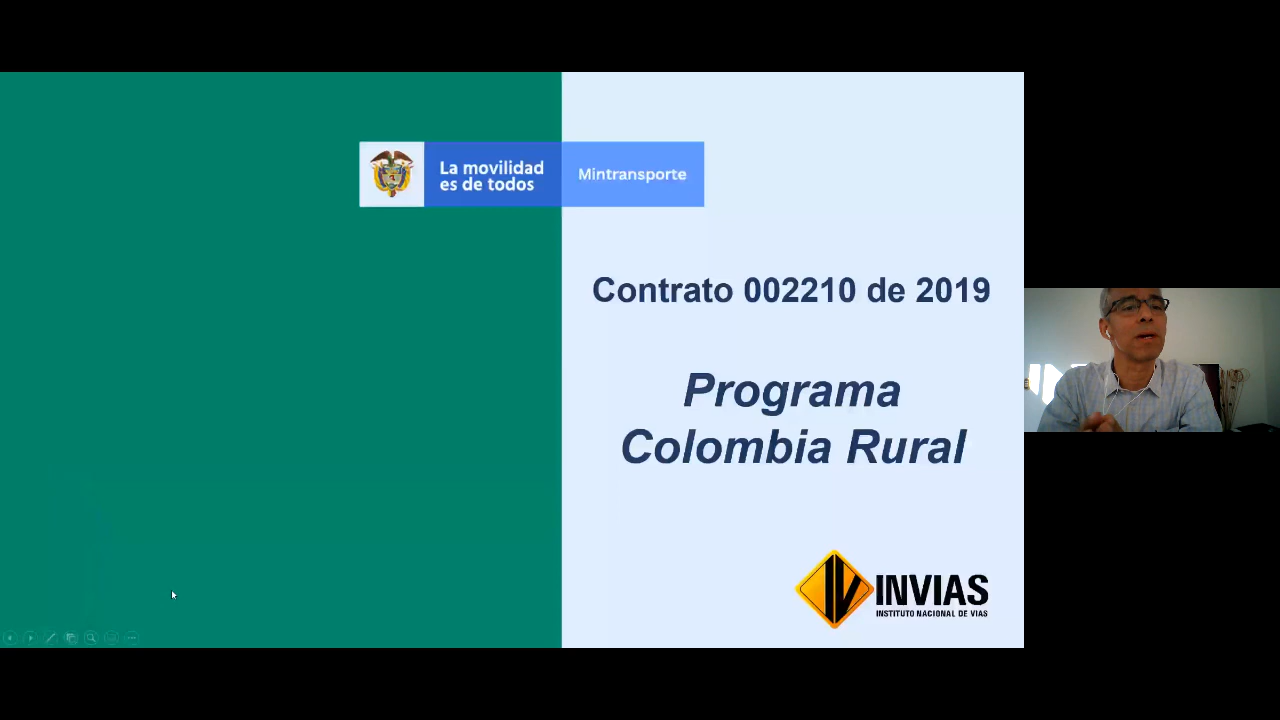 La movilidad
es de todos
Mintransporte
Contrato 002210 de 2019
Programa
Colombia Rural
INVIAS
INSTITUTO NACIONAL DE VIAS